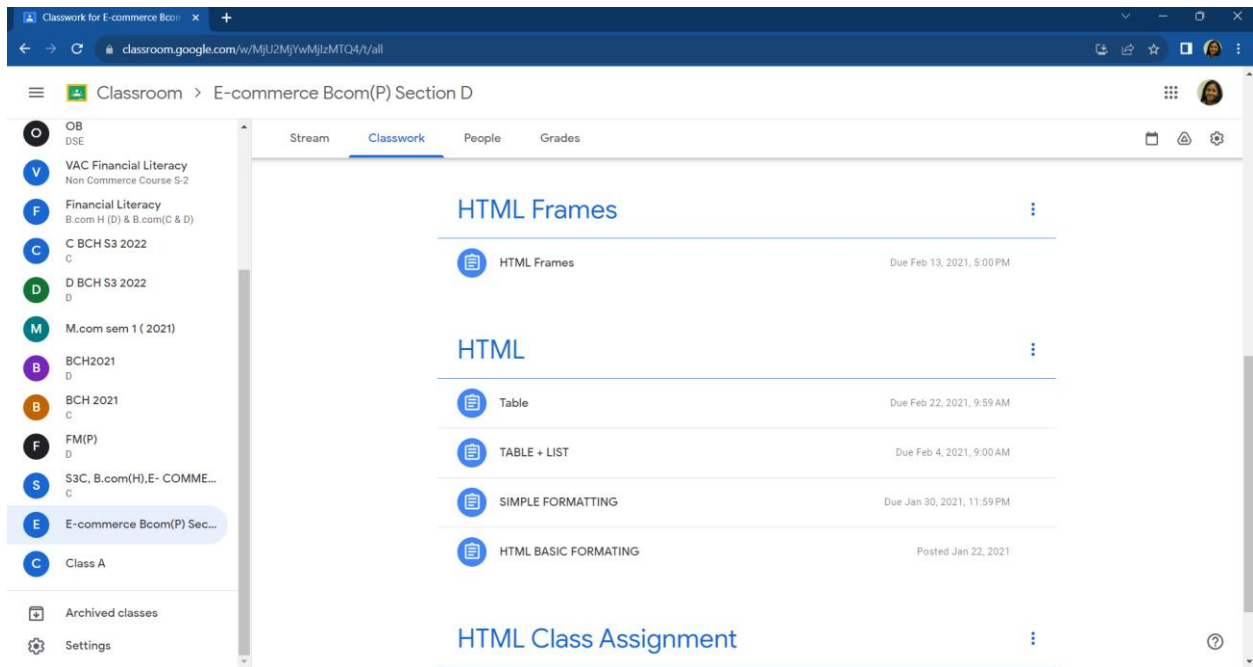 Classwork for E-commerce Bcon
classroom.google.com/w/MjU2MjYwMjIzMTQ4/t/all
Classroom > E-commerce Bcom(P) Section D
O
OB
DSE
V
VAC Financial Literacy
Non Commerce Course S-2
F
Financial Literacy
B.com H (D) & B.com(C & D)
C
C BCH S3 2022
C
D
D BCH S3 2022
D
M
M.com sem 1 ( 2021)
B
BCH2021
D
B
BCH 2021
C
F
FM(P)
D
S
S3C, B.com(H),E- COMME...
C
E
E-commerce Bcom(P) Sec...
C
Class A
Archived classes
Settings
Stream Classwork People Grades
HTML Frames
HTML Frames Due Feb 13, 2021, 5:00 PM
HTML
Table Due Feb 22, 2021, 9:59 AM
TABLE + LIST Due Feb 4, 2021, 9:00 AM
SIMPLE FORMATTING Due Jan 30, 2021, 11:59 PM
HTML BASIC FORMATING Posted Jan 22, 2021
HTML Class Assignment